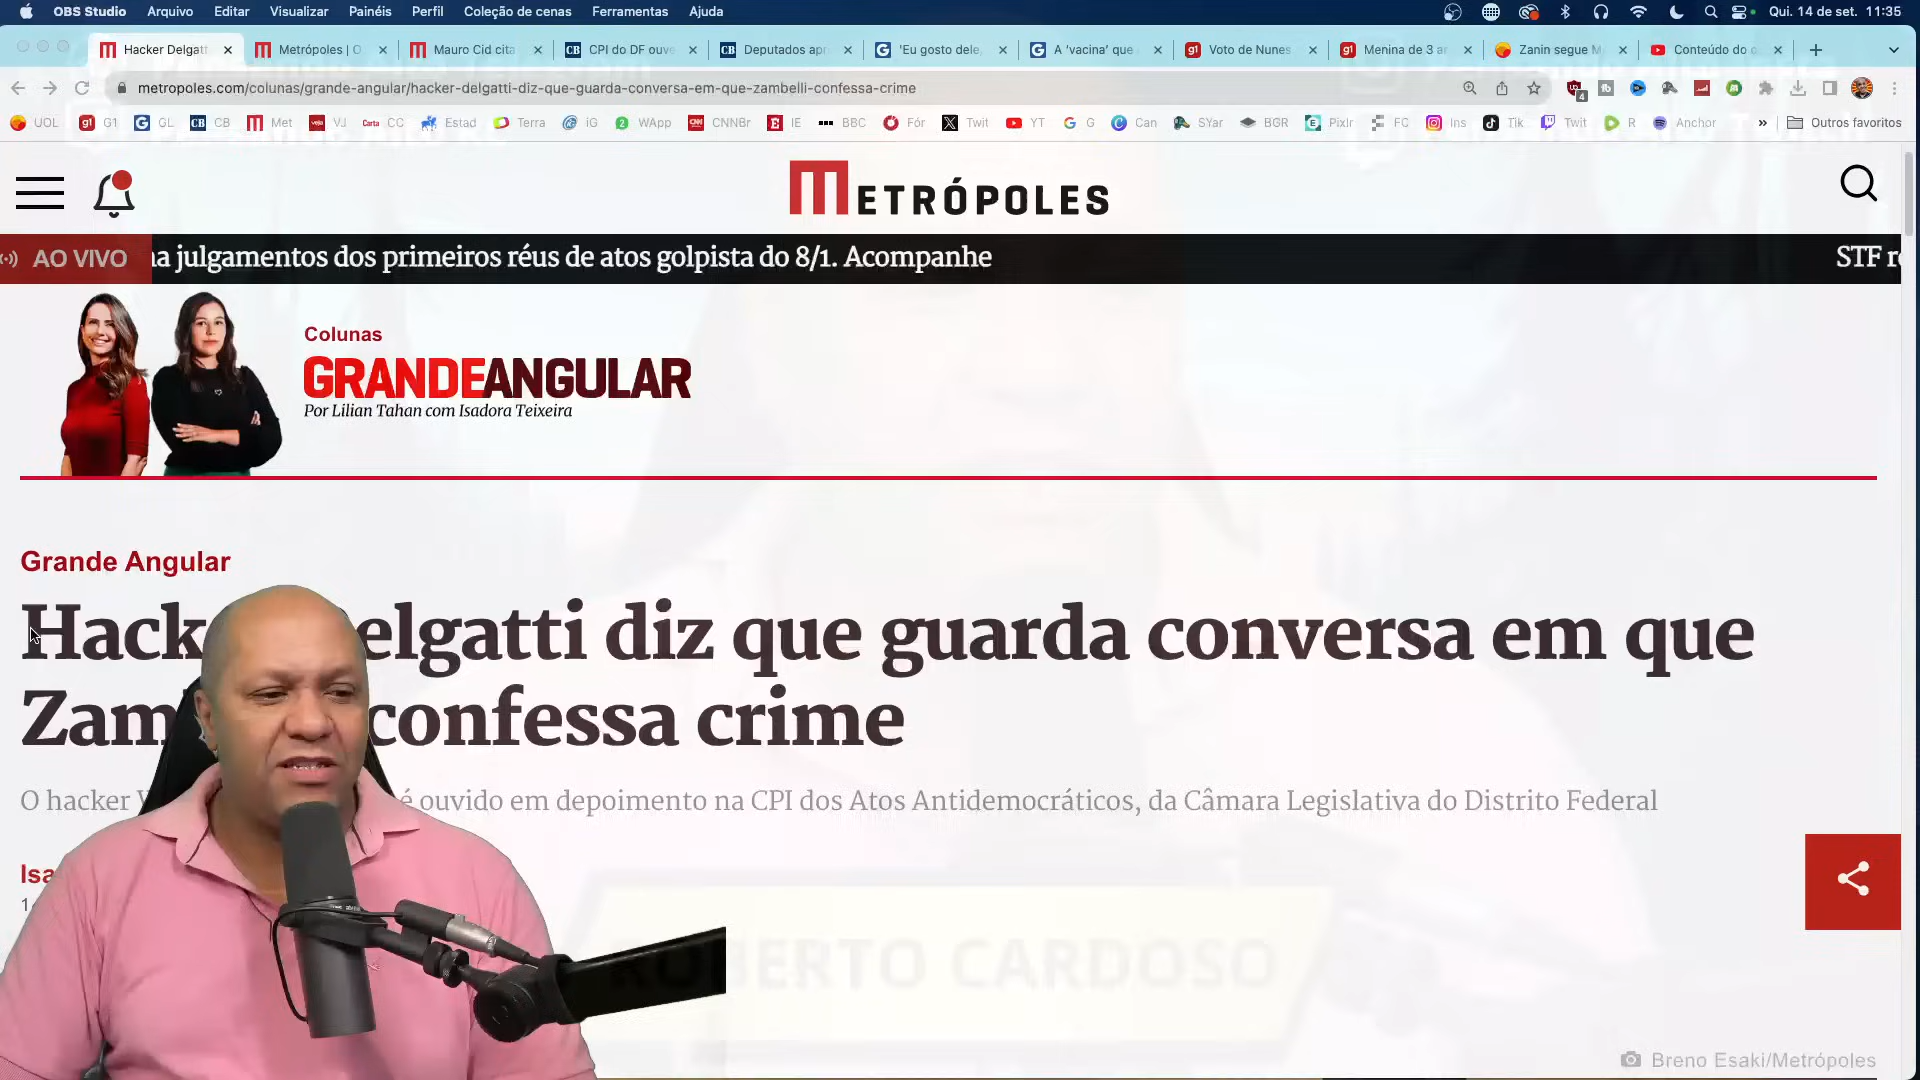 OBS Studio Arquivo Editar Visualizar Painéis Perfil Coleção de cenas Ferramentas Ajuda Qui. 14 de set. 11:35
Hacker Delgatti Metrópoles | O Mauro Cid cita CPI do DF ouve Deputados apr 'Eu gosto dele, A 'vacina' que Voto de Nunes Menina de 3 a Zanin segue M Conteúdo do
metropoles.com/colunas/grande-angular/hacker-delgatti-diz-que-guarda-conversa-em-que-zambelli-confessa-crime 4
UOL G1 GL CB Met VJ CC Estad Terra iG WApp CNNBr IE BBC Fór Twit YT G Can SYar BGR Pixlr FC Ins Tik Twit R Anchor » Outros favoritos
METRÓPOLES
AO VIVO na julgamentos dos primeiros réus de atos golpista do 8/1. Acompanhe STF re
Colunas
GRANDEANGULAR
Por Lilian Tahan com Isadora Teixeira
Grande Angular
Hack elgatti diz que guarda conversa em que
Zam confessa crime
O hacker é ouvido em depoimento na CPI dos Atos Antidemocráticos, da Câmara Legislativa do Distrito Federal
Isa
ROBERTO CARDOSO
Breno Esaki/Metrópoles